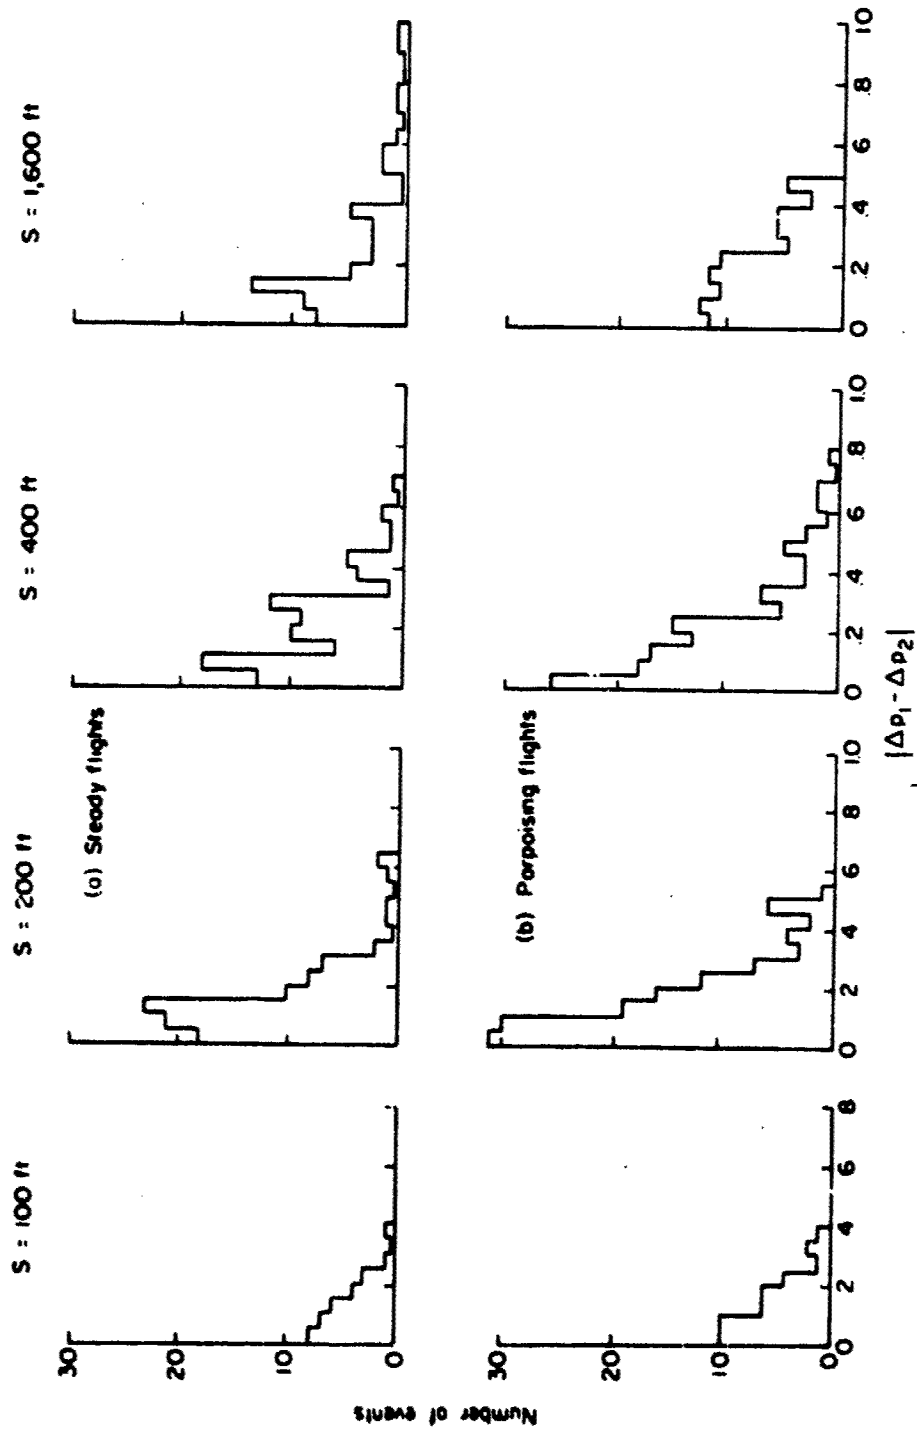 S = 100 ft
S = 200 ft
S = 400 ft
S = 1,600 ft
30
20
10
0
(a) Steady flights
Number of events
30
20
10
0
(b) Porpoising flights
0 .2 .4 .6 .8
0 .2 .4 .6 .8 1.0
0 .2 .4 .6 .8 1.0
0 .2 .4 .6 .8 1.0
|Δp₁ - Δp₂|